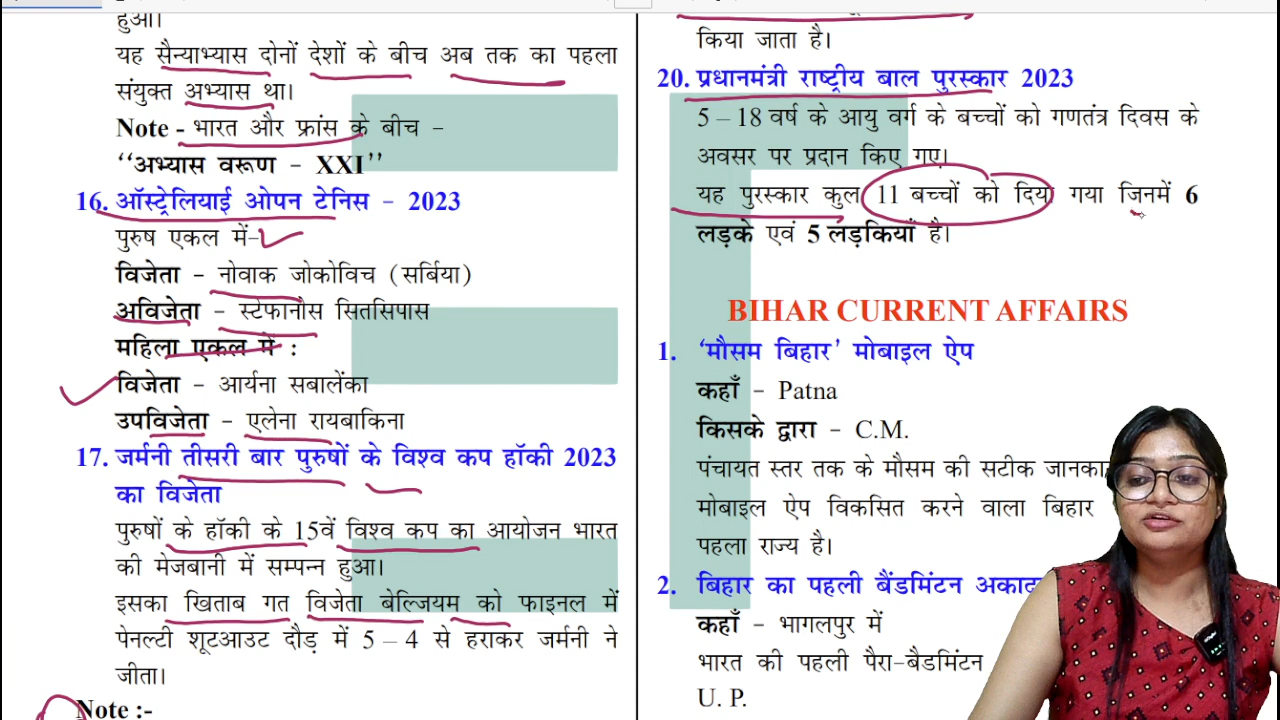 हुआ।
यह सैन्याभ्यास दोनों देशों के बीच अब तक का पहला
संयुक्त अभ्यास था।
Note - भारत और फ्रांस के बीच –
“अभ्यास वरूण – XXI”
16. ऑस्ट्रेलियाई ओपन टेनिस – 2023
पुरुष एकल में–
विजेता – नोवाक जोकोविच (सर्बिया)
अविजेता – स्टेफानौस सितसिपास
महिला एकल में :
विजेता – आर्यना सबालेंका
उपविजेता – एलेना रायबाकिना
17. जर्मनी तीसरी बार पुरुषों के विश्व कप हॉकी 2023
का विजेता
पुरुषों के हॉकी के 15वें विश्व कप का आयोजन भारत
की मेजबानी में सम्पन्न हुआ।
इसका खिताब गत विजेता बेल्जियम को फाइनल में
पेनल्टी शूटआउट दौड़ में 5 – 4 से हराकर जर्मनी ने
जीता।
Note :-
किया जाता है।
20. प्रधानमंत्री राष्ट्रीय बाल पुरस्कार 2023
5 – 18 वर्ष के आयु वर्ग के बच्चों को गणतंत्र दिवस के
अवसर पर प्रदान किए गए।
यह पुरस्कार कुल 11 बच्चों को दिया गया जिनमें 6
लड़के एवं 5 लड़कियाँ है।
BIHAR CURRENT AFFAIRS
1. ‘मौसम बिहार’ मोबाइल ऐप
कहाँ – Patna
किसके द्वारा – C.M.
पंचायत स्तर तक के मौसम की सटीक
मोबाइल ऐप विकसित करने वाला बिहार
पहला राज्य है।
2. बिहार का पहली बैंडमिंटन
कहाँ – भागलपुर में
भारत की पहली पैरा-बैडमिंटन
U. P.